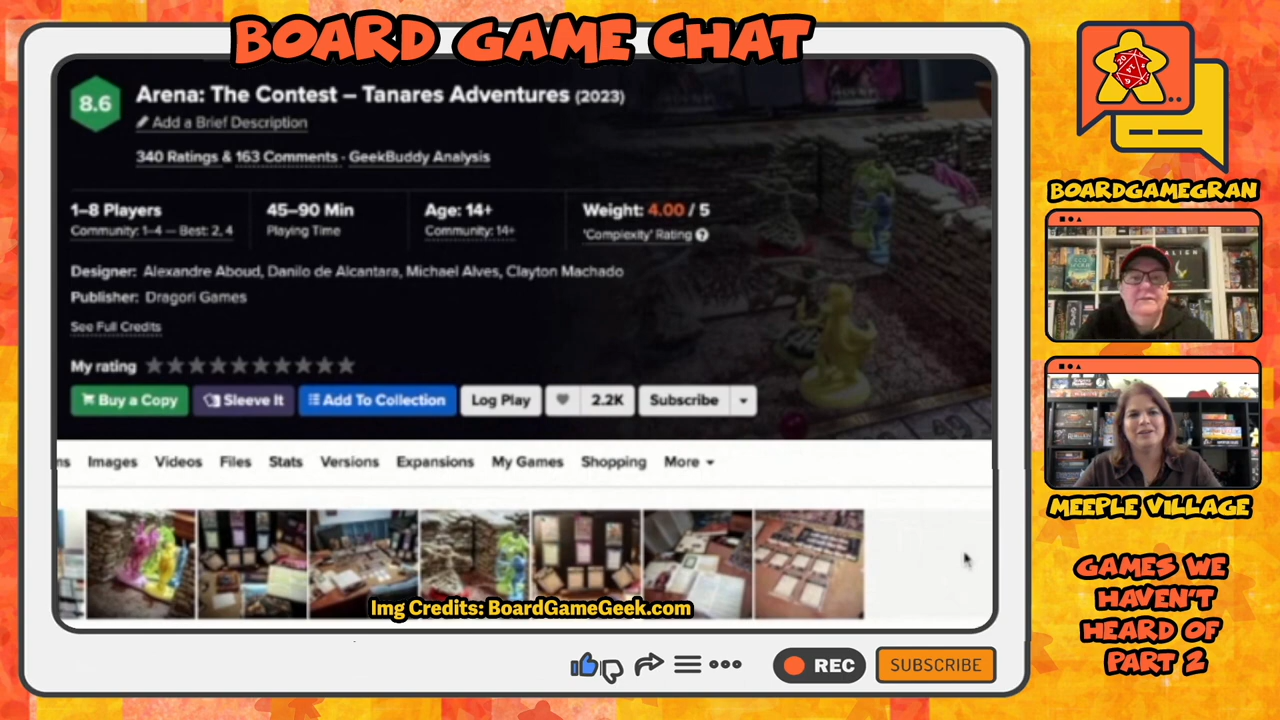 BOARD GAME CHAT
8.6
Arena: The Contest – Tanares Adventures (2023)
Add a Brief Description
340 Ratings & 163 Comments · GeekBuddy Analysis
1–8 Players
Community: 1–4 — Best: 2, 4
45–90 Min
Playing Time
Age: 14+
Community: 14+
Weight: 4.00 / 5
'Complexity' Rating ?
Designer: Alexandre Aboud, Danilo de Alcantara, Michael Alves, Clayton Machado
Publisher: Dragori Games
See Full Credits
My rating
Buy a Copy
Sleeve It
Add To Collection
Log Play
2.2K
Subscribe
ms Images Videos Files Stats Versions Expansions My Games Shopping More
Img Credits: BoardGameGeek.com
REC
SUBSCRIBE
BOARDGAMEGRAN
MEEPLE VILLAGE
GAMES WE
HAVEN'T
HEARD OF
PART 2